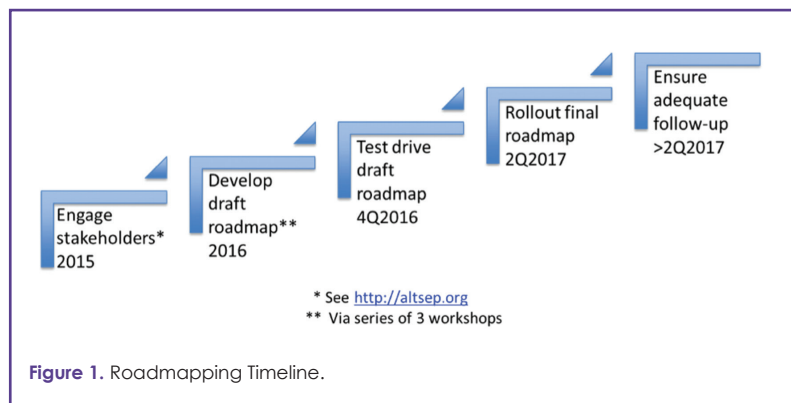 Engage
stakeholders*
2015
Develop
draft
roadmap**
2016
Test drive
draft
roadmap
4Q2016
Rollout final
roadmap
2Q2017
Ensure
adequate
follow-up
>2Q2017
* See http://altsep.org
** Via series of 3 workshops
Figure 1. Roadmapping Timeline.